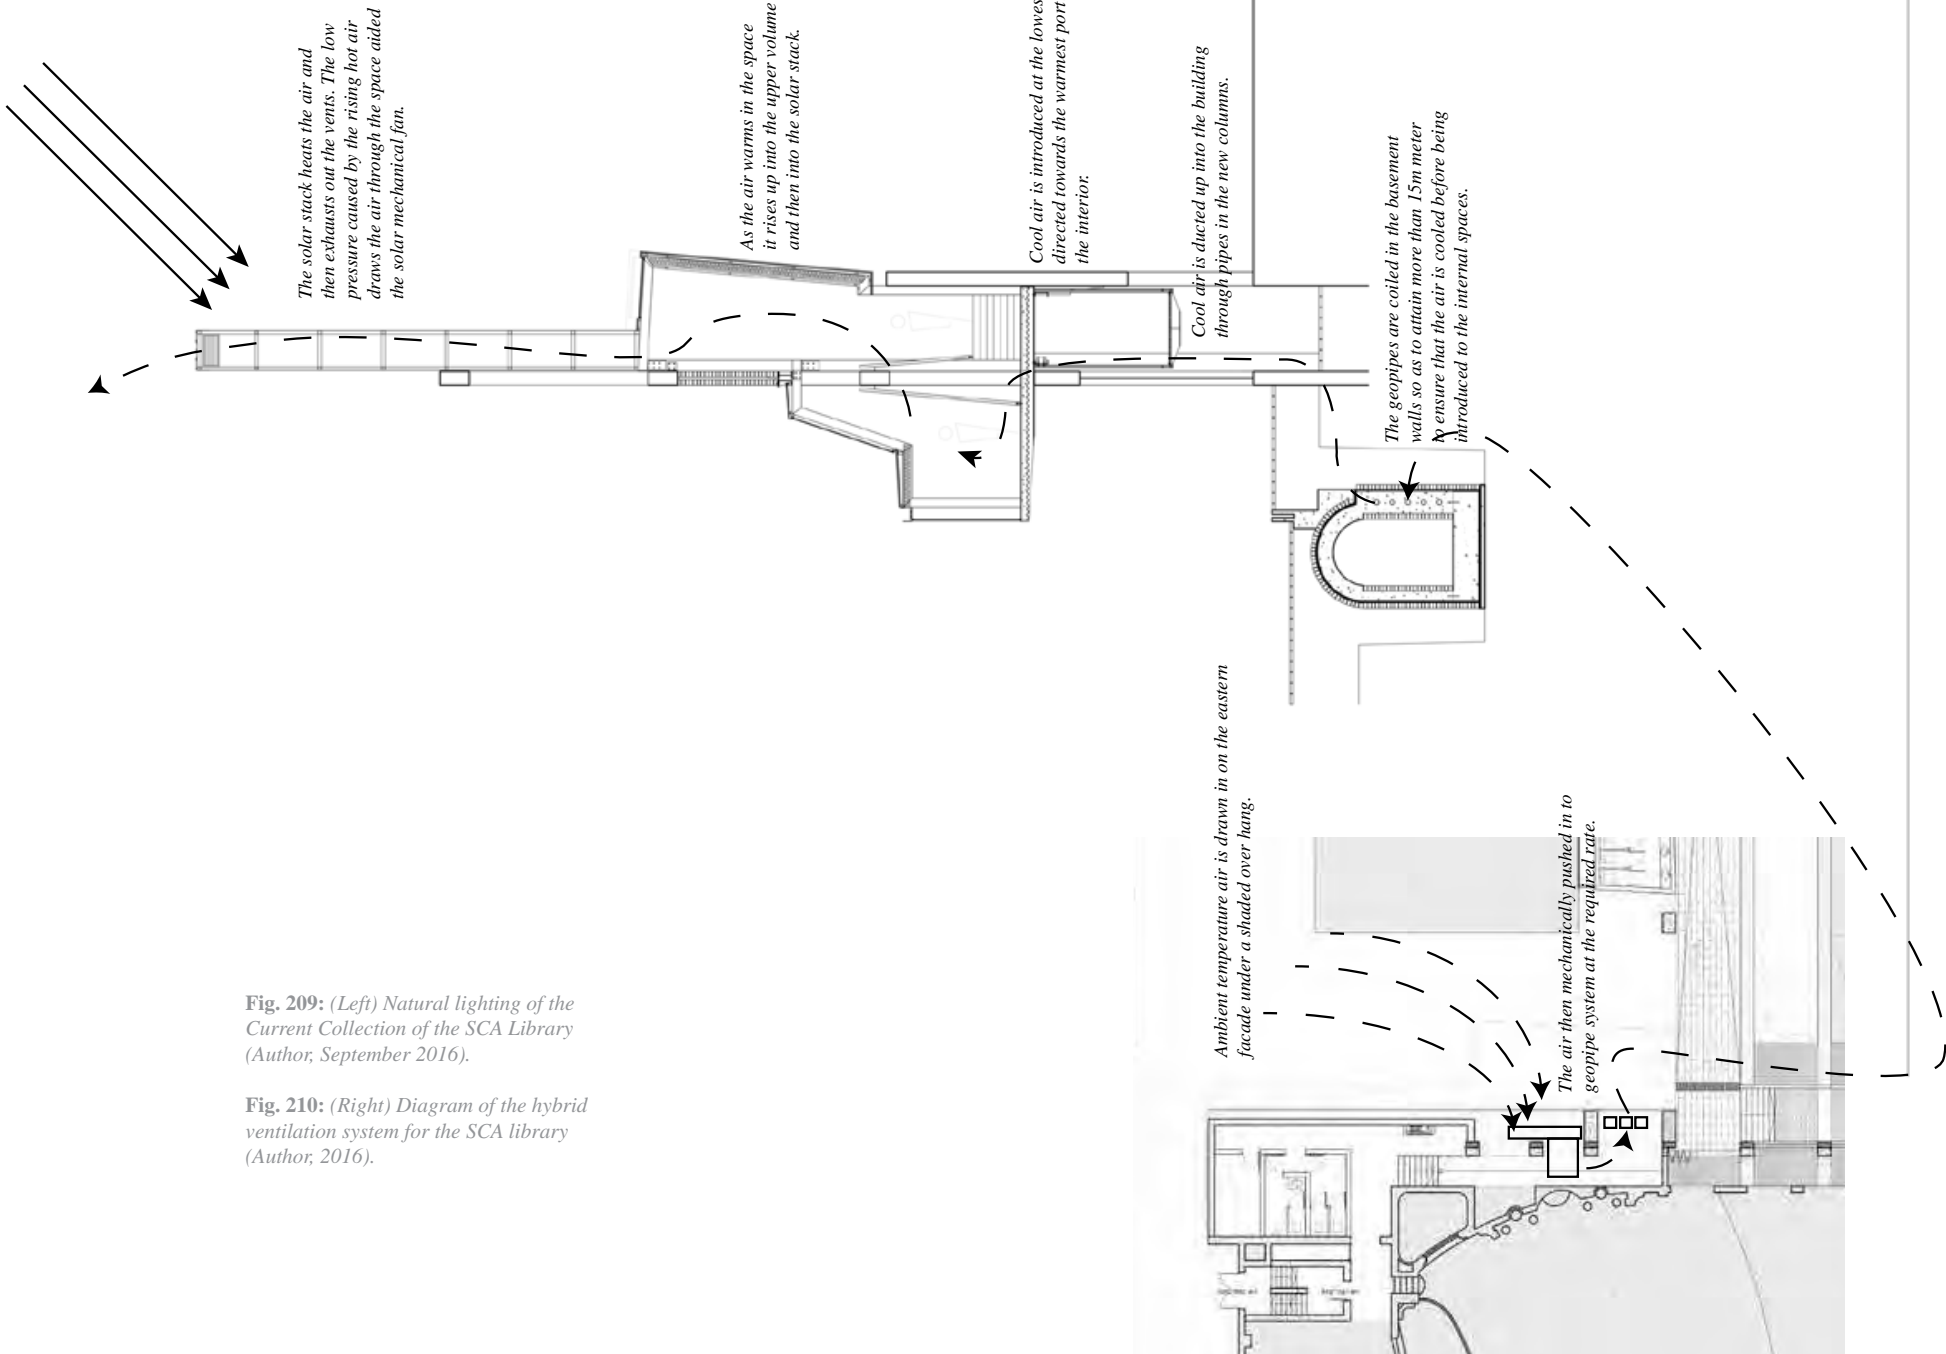 The solar stack heats the air and
then exhausts out the vents. The low
pressure caused by the rising hot air
draws the air through the space aided
the solar mechanical fan.
As the air warms in the space
it rises up into the upper volume
and then into the solar stack.
Cool air is introduced at the lowes
directed towards the warmest port
the interior.
Cool air is ducted up into the building
through pipes in the new columns.
The geopipes are coiled in the basement
walls so as to attain more than 15m meter
to ensure that the air is cooled before being
introduced to the internal spaces.
Ambient temperature air is drawn in on the eastern
facade under a shaded over hang.
The air then mechanically pushed in to
geopipe system at the required rate.
Fig. 209: (Left) Natural lighting of the
Current Collection of the SCA Library
(Author, September 2016).
Fig. 210: (Right) Diagram of the hybrid
ventilation system for the SCA library
(Author, 2016).